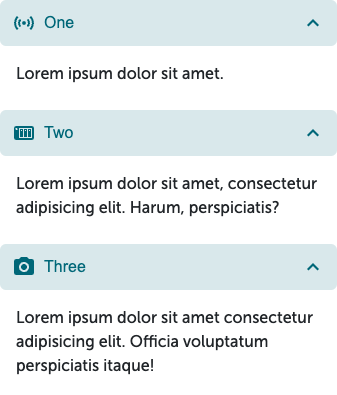 One
Lorem ipsum dolor sit amet.
Two
Lorem ipsum dolor sit amet, consectetur
adipisicing elit. Harum, perspiciatis?
Three
Lorem ipsum dolor sit amet consectetur
adipisicing elit. Officia voluptatum
perspiciatis itaque!